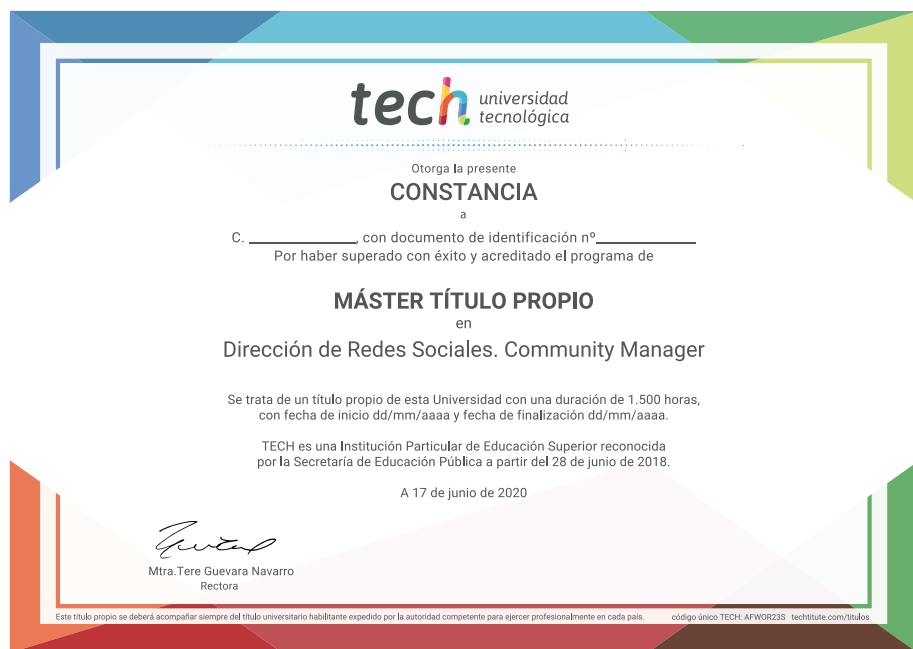 tech universidad
tecnológica
Otorga la presente
CONSTANCIA
a
C. ____________, con documento de identificación nº____________
Por haber superado con éxito y acreditado el programa de
MÁSTER TÍTULO PROPIO
en
Dirección de Redes Sociales. Community Manager
Se trata de un título propio de esta Universidad con una duración de 1.500 horas,
con fecha de inicio dd/mm/aaaa y fecha de finalización dd/mm/aaaa.
TECH es una Institución Particular de Educación Superior reconocida
por la Secretaría de Educación Pública a partir del 28 de junio de 2018.
A 17 de junio de 2020
Mtra.Tere Guevara Navarro
Rectora
Este título propio se deberá acompañar siempre del título universitario habilitante expedido por la autoridad competente para ejercer profesionalmente en cada país. código único TECH: AFWOR23S techtitute.com/titulos